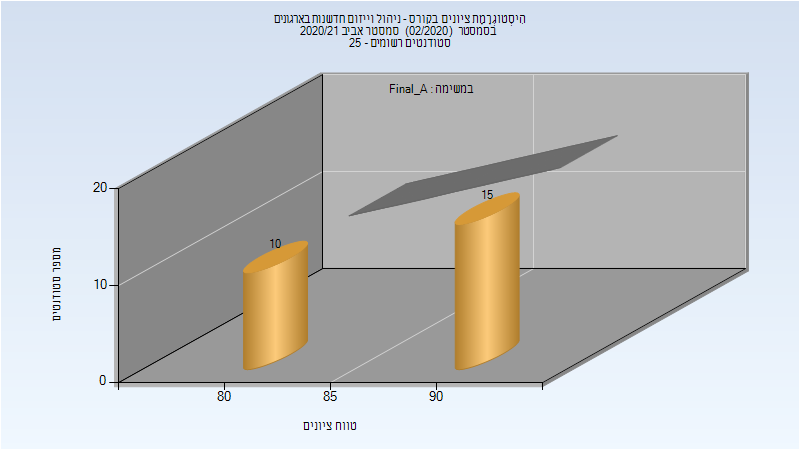 היסטוגרמת ציונים בקורס - ניהול וייזום חדשנות בארגונים
בסמסטר (02/2020) סמסטר אביב 2020/21
סטודנטים רשומים - 25
במשימה : Final_A
20
10
0
מספר סטודנטים
10
15
80
85
90
טווח ציונים